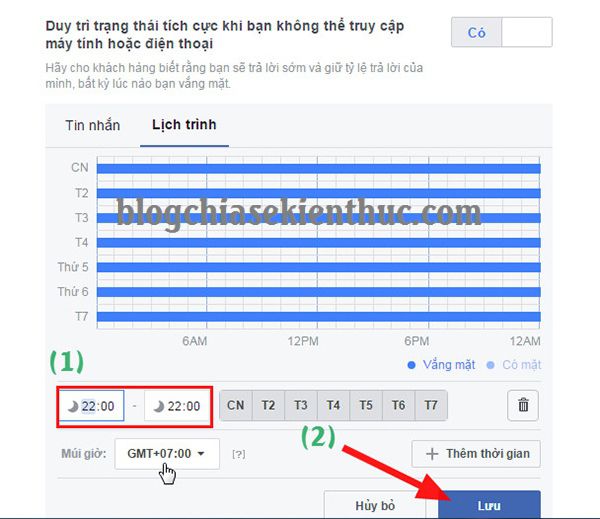 Duy trì trạng thái tích cực khi bạn không thể truy cập
máy tính hoặc điện thoại
Có
Hãy cho khách hàng biết rằng bạn sẽ trả lời sớm và giữ tỷ lệ trả lời của
mình, bất kỳ lúc nào bạn vắng mặt.
Tin nhắn Lịch trình
CN
T2
blogchiasekienthuc.com
T3
T4
Thứ 5
Thứ 6
T7
6AM 12PM 6PM 12AM
(1)
Vắng mặt Có mặt
22:00 - 22:00 CN T2 T3 T4 T5 T6 T7
(2)
Múi giờ: GMT+07:00 [?] + Thêm thời gian
Hủy bỏ Lưu